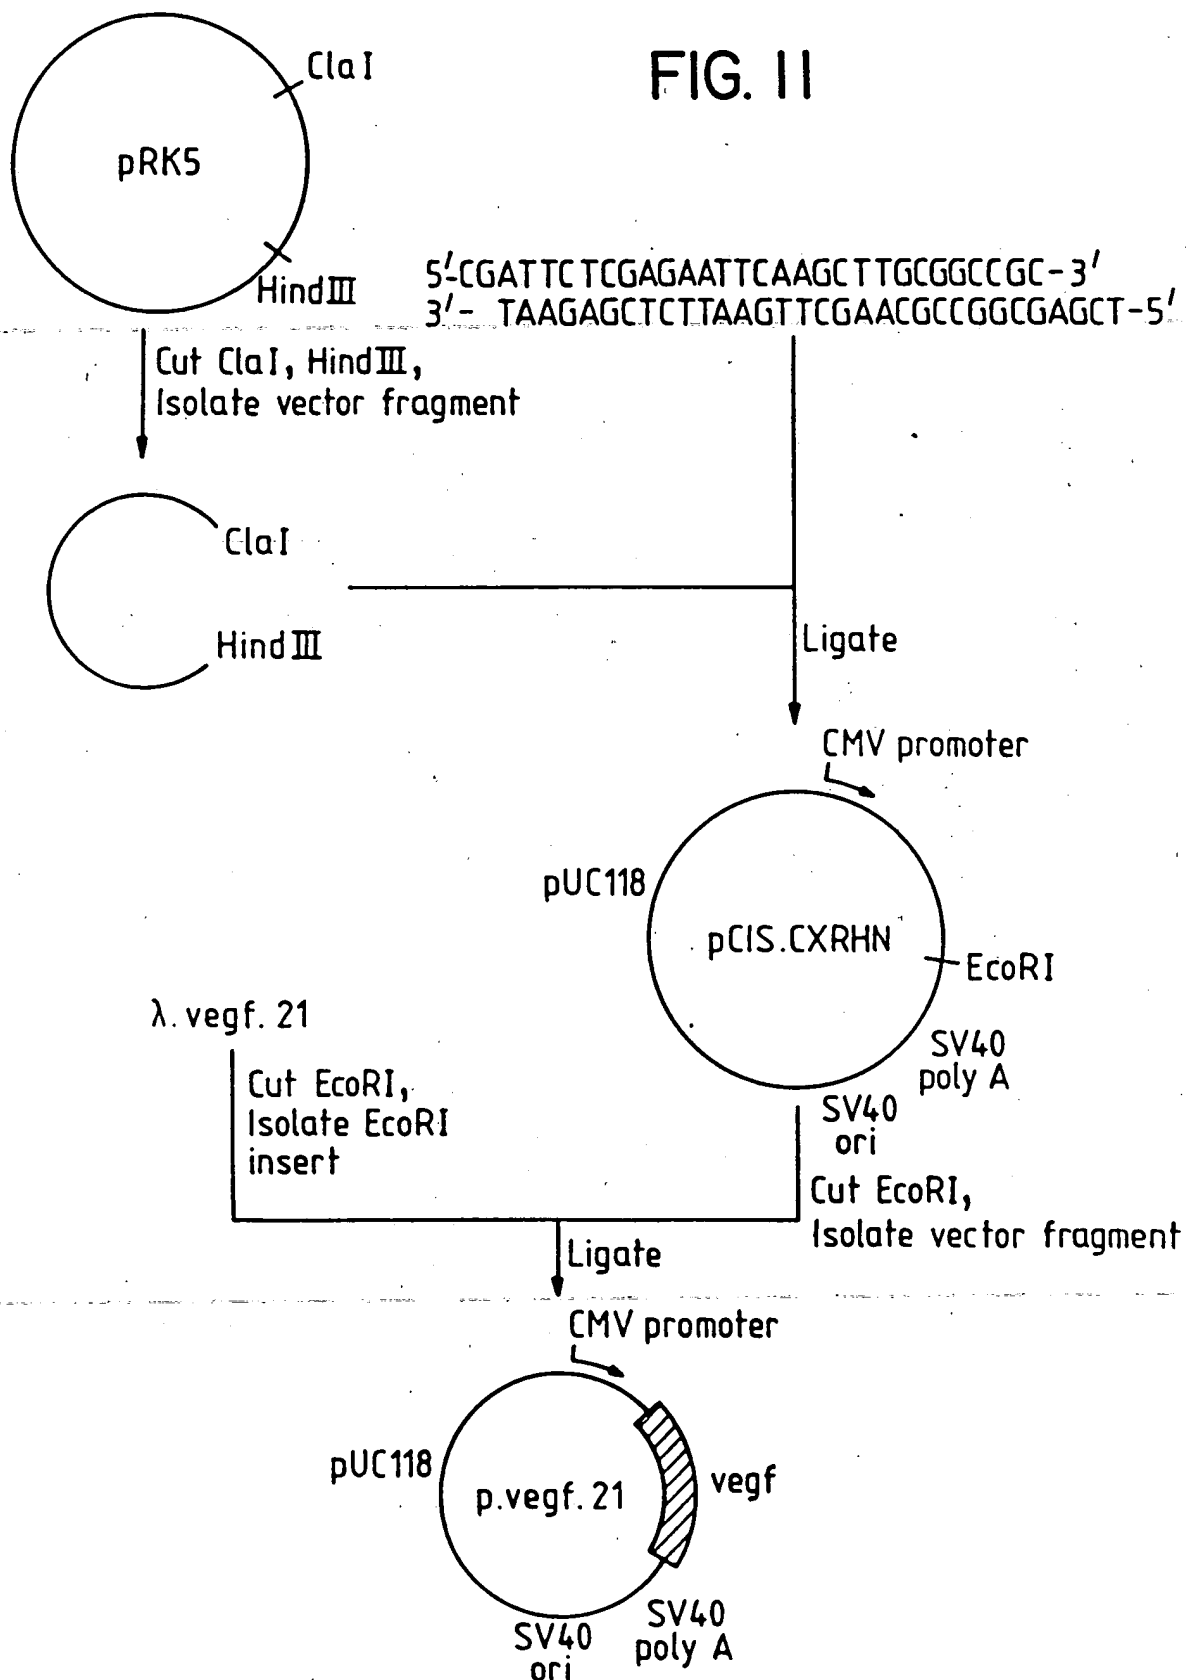 FIG. 11
ClaI
pRK5
HindIII
5'-CGATTCTCGAGAATTCAAGCTTGCGGCCGC-3'
3'- TAAGAGCTCTTAAGTTCGAACGCCGGCGAGCT-5'
Cut ClaI, HindIII,
Isolate vector fragment
ClaI
HindIII
Ligate
CMV promoter
pUC118
pCIS.CXRHN
EcoRI
SV40
poly A
SV40
ori
λ.vegf.21
Cut EcoRI,
Isolate EcoRI
insert
Cut EcoRI,
Isolate vector fragment
Ligate
CMV promoter
pUC118
p.vegf.21
vegf
SV40
poly A
SV40
ori